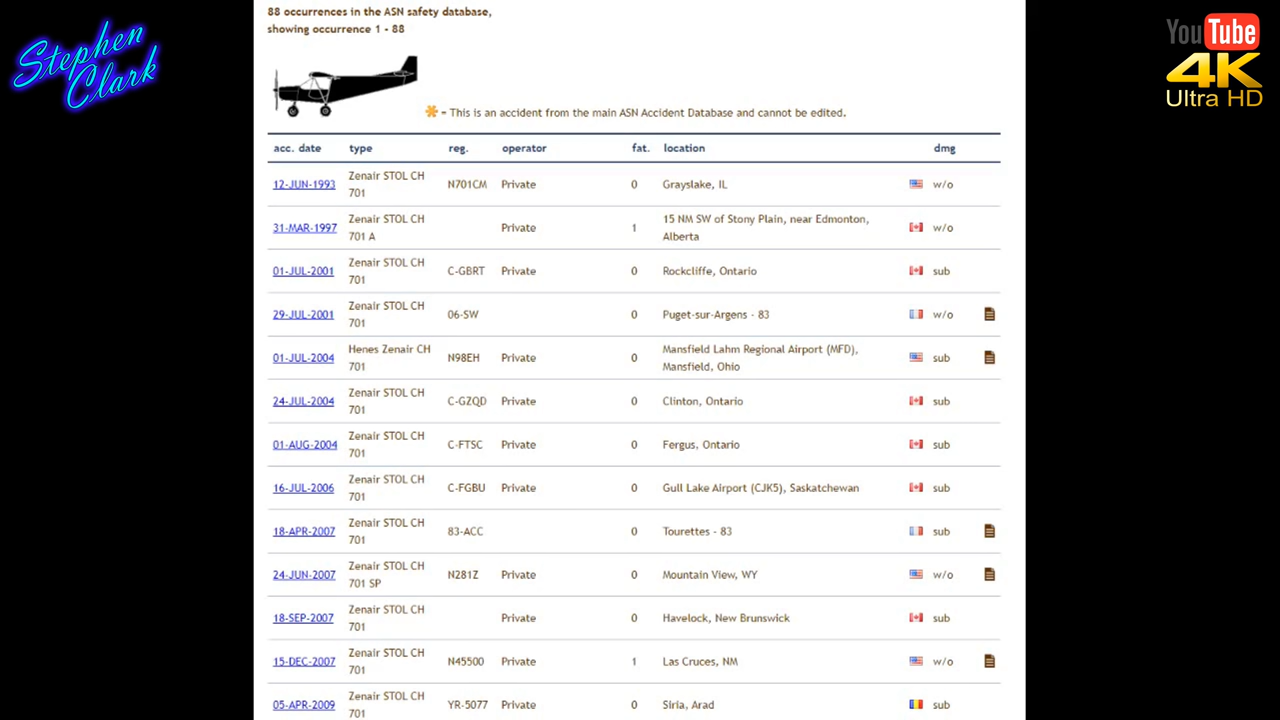 Stephen
Clark
YouTube
4K
Ultra HD
88 occurrences in the ASN safety database,
showing occurrence 1 - 88
= This is an accident from the main ASN Accident Database and cannot be edited.
acc. date type reg. operator fat. location dmg
12-JUN-1993 Zenair STOL CH 701 N701CM Private 0 Grayslake, IL w/o
31-MAR-1997 Zenair STOL CH 701 A Private 1 15 NM SW of Stony Plain, near Edmonton, Alberta w/o
01-JUL-2001 Zenair STOL CH 701 C-GBRT Private 0 Rockcliffe, Ontario sub
29-JUL-2001 Zenair STOL CH 701 06-SW 0 Puget-sur-Argens - 83 w/o
01-JUL-2004 Henes Zenair CH 701 N98EH Private 0 Mansfield Lahm Regional Airport (MFD), Mansfield, Ohio sub
24-JUL-2004 Zenair STOL CH 701 C-GZQD Private 0 Clinton, Ontario sub
01-AUG-2004 Zenair STOL CH 701 C-FTSC Private 0 Fergus, Ontario sub
16-JUL-2006 Zenair STOL CH 701 C-FGBU Private 0 Gull Lake Airport (CJK5), Saskatchewan sub
18-APR-2007 Zenair STOL CH 701 83-ACC 0 Tourettes - 83 sub
24-JUN-2007 Zenair STOL CH 701 SP N281Z Private 0 Mountain View, WY w/o
18-SEP-2007 Zenair STOL CH 701 Private 0 Havelock, New Brunswick sub
15-DEC-2007 Zenair STOL CH 701 N45500 Private 1 Las Cruces, NM w/o
05-APR-2009 Zenair STOL CH 701 YR-5077 Private 0 Siria, Arad sub